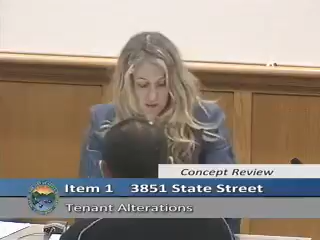 Concept Review
Item 1 3851 State Street
Tenant Alterations